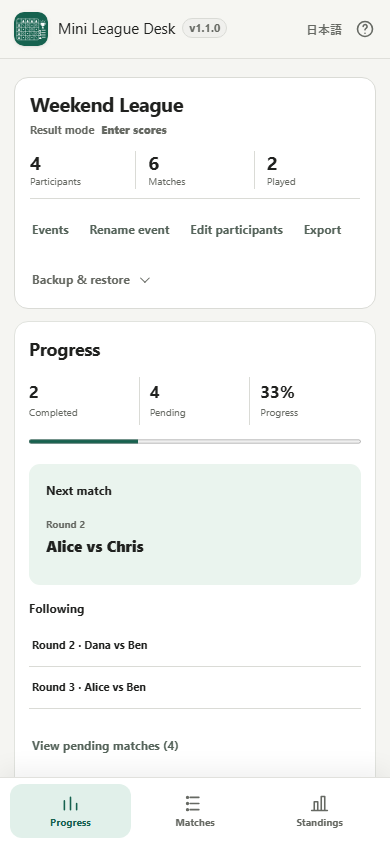 Mini League Desk v1.1.0 日本語
Weekend League
Result mode Enter scores
4 6 2
Participants Matches Played
Events Rename event Edit participants Export
Backup & restore
Progress
2 4 33%
Completed Pending Progress
Next match
Round 2
Alice vs Chris
Following
Round 2 · Dana vs Ben
Round 3 · Alice vs Ben
View pending matches (4)
Progress Matches Standings